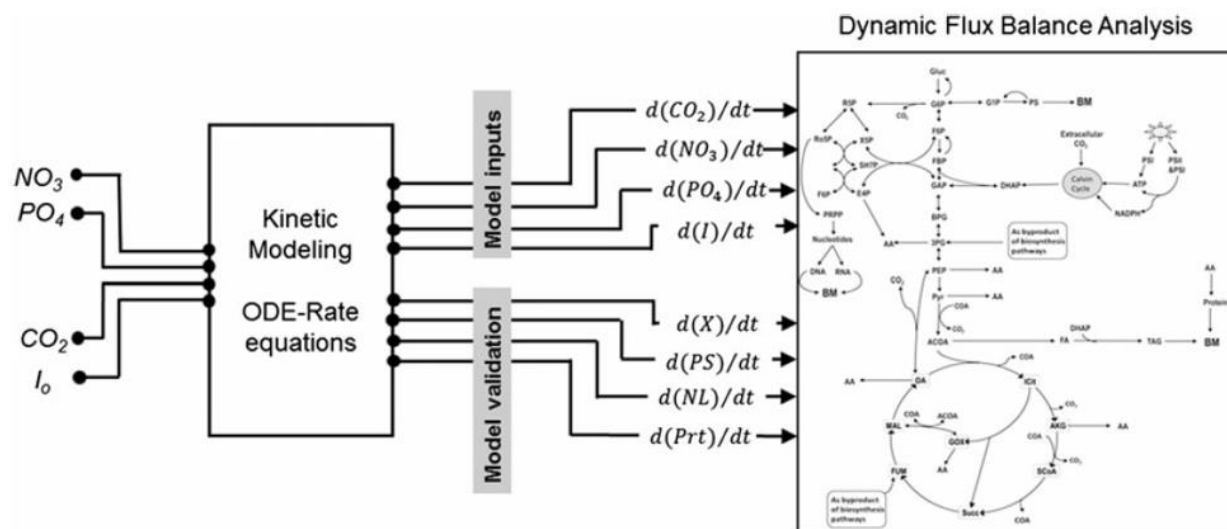 Dynamic Flux Balance Analysis
NO3
PO4
CO2
Io
Kinetic
Modeling
ODE-Rate
equations
Model inputs
Model validation
d(CO2)/dt
d(NO3)/dt
d(PO4)/dt
d(I)/dt
d(X)/dt
d(PS)/dt
d(NL)/dt
d(Prt)/dt
Gluc
R5P
CO2
G6P
G1P
PS
BM
F6P
Ru5P
X5P
SH7P
F6P
E4P
FBP
GAP
DHAP
Extracellular
CO2
Calvin
Cycle
PSI
PSII
&PSI
ATP
NADPH
PRPP
Nucleotides
DNA
RNA
BM
BPG
AA
3PG
As byproduct
of biosynthesis
pathways
PEP
AA
CO2
Pyr
AA
COA
CO2
ACOA
DHAP
FA
TAG
BM
AA
Protein
COA
AA
OA
ICit
CO2
MAL
COA
ACOA
GOX
AA
AKG
AA
COA
CO2
SCoA
FUM
As byproduct
of biosynthesis
pathways
Succ
COA